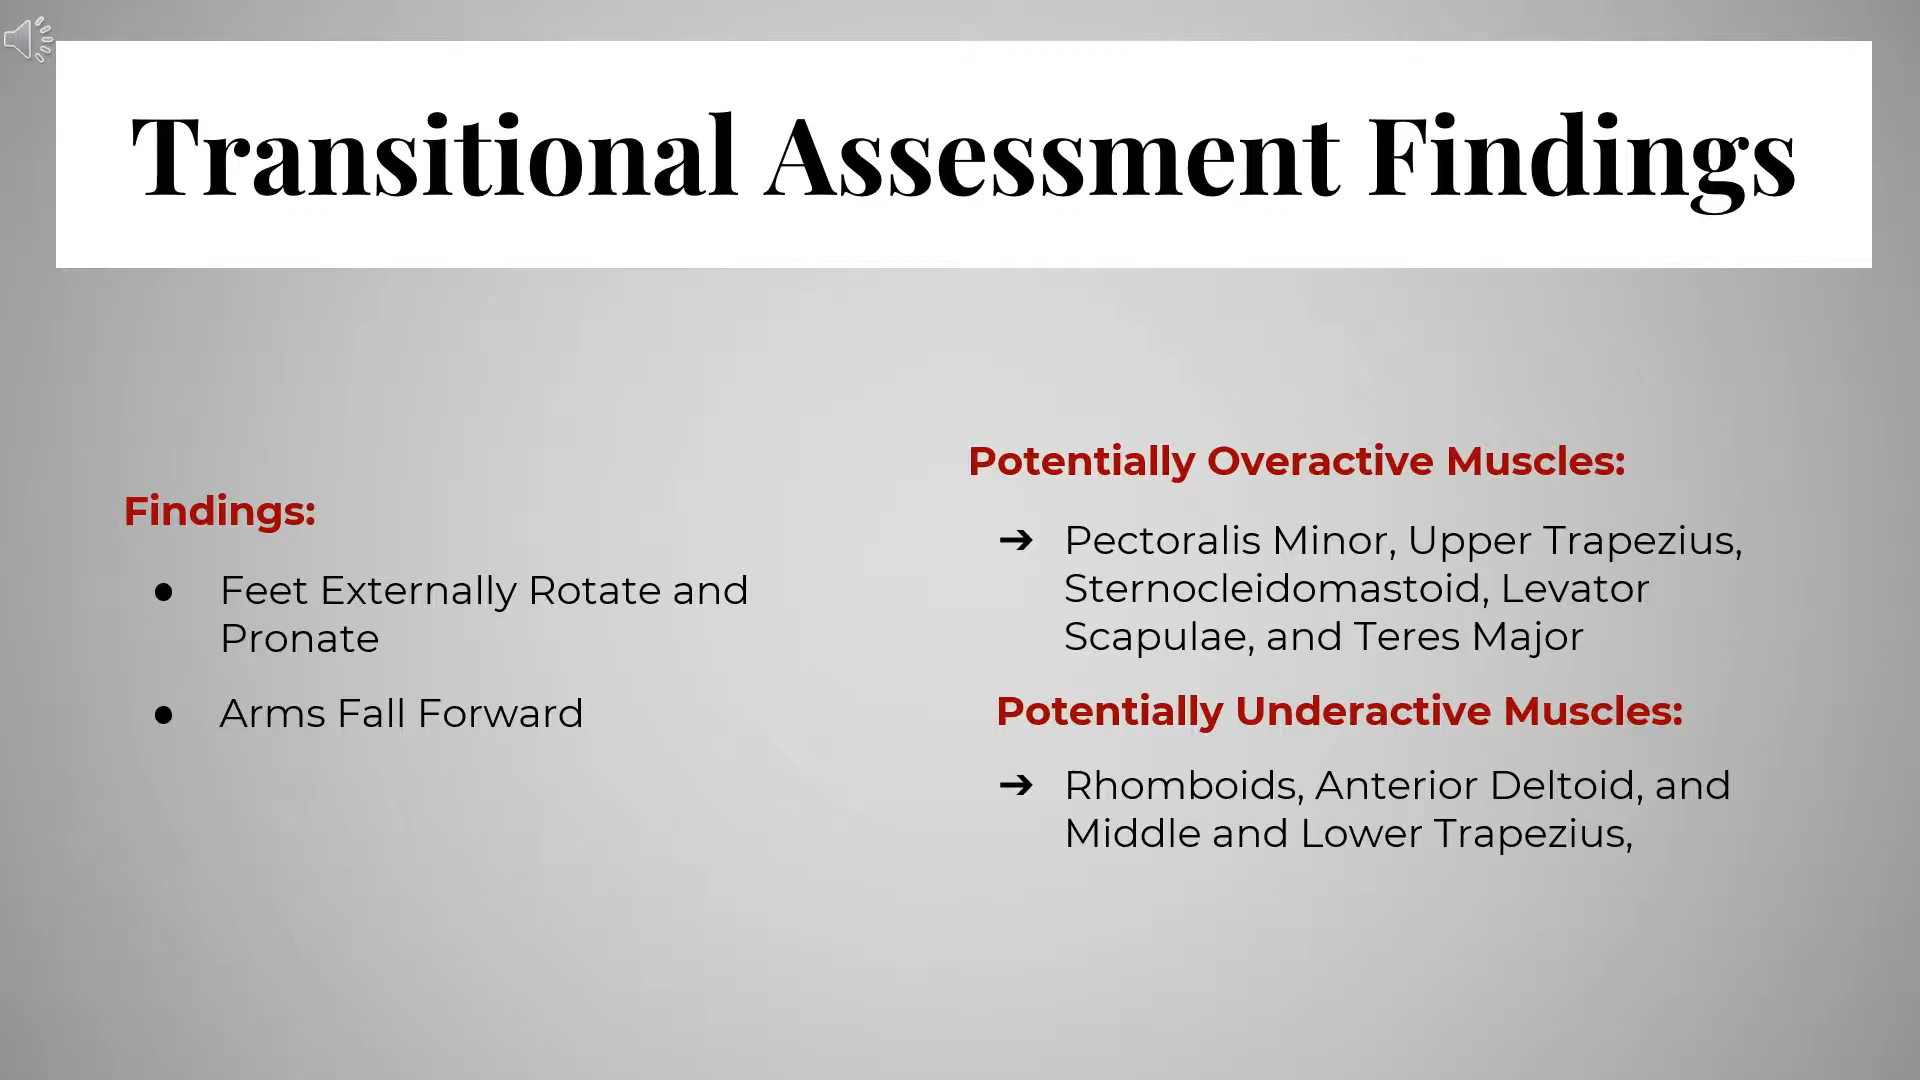 Transitional Assessment Findings
Findings:
● Feet Externally Rotate and
Pronate
● Arms Fall Forward
Potentially Overactive Muscles:
➔ Pectoralis Minor, Upper Trapezius,
Sternocleidomastoid, Levator
Scapulae, and Teres Major
Potentially Underactive Muscles:
➔ Rhomboids, Anterior Deltoid, and
Middle and Lower Trapezius,